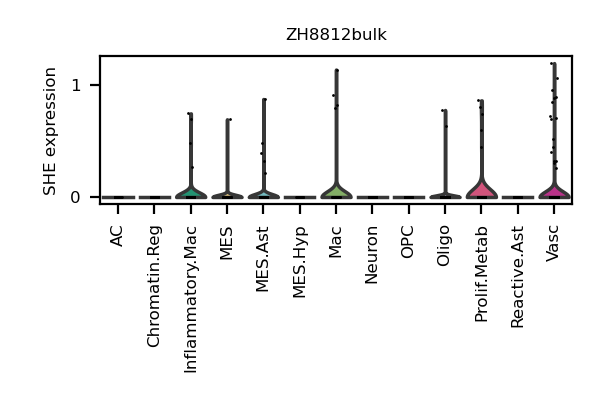 ZH8812bulk
SHE expression
1
0
AC
Chromatin.Reg
Inflammatory.Mac
MES
MES.Ast
MES.Hyp
Mac
Neuron
OPC
Oligo
Prolif.Metab
Reactive.Ast
Vasc